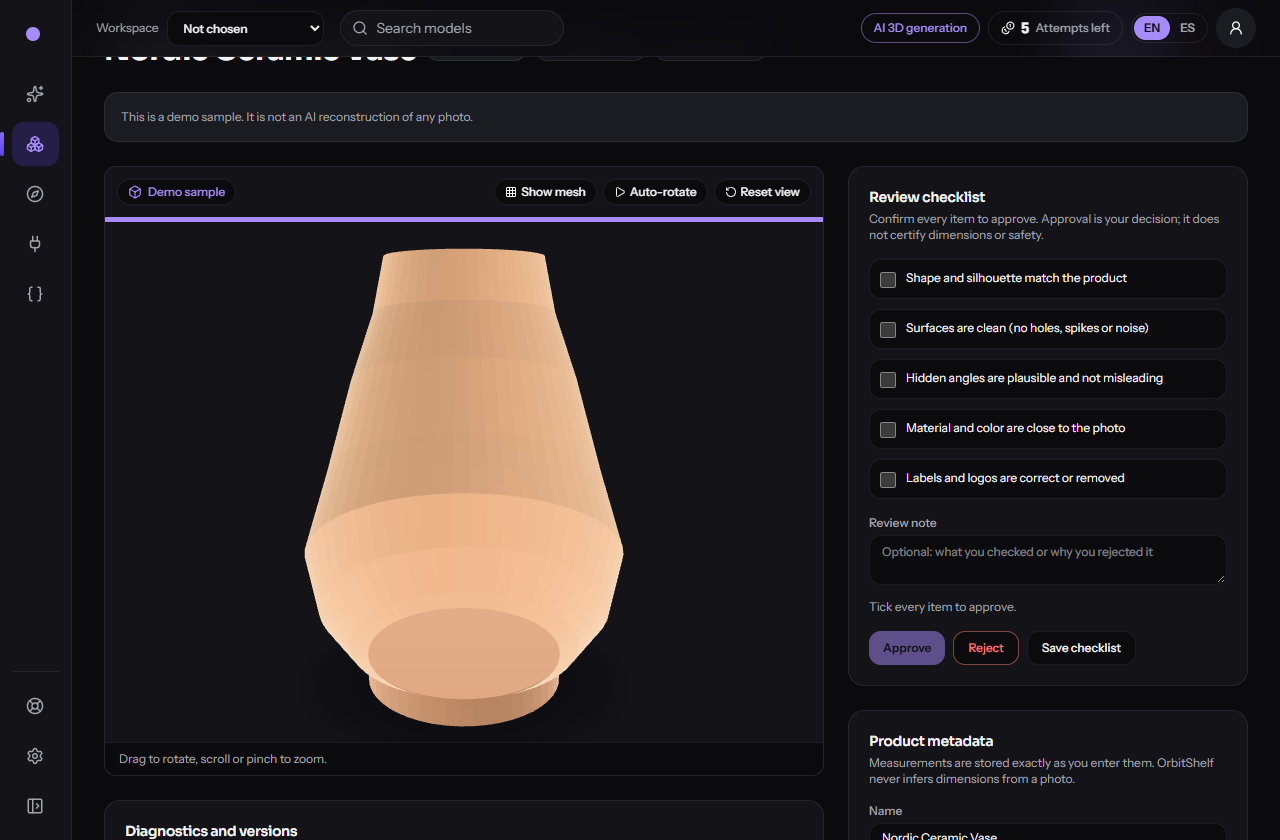 Workspace
Not chosen
Search models
AI 3D generation
5 Attempts left
EN
ES
Nordic Ceramic Vase
This is a demo sample. It is not an AI reconstruction of any photo.
Demo sample
Show mesh
Auto-rotate
Reset view
Drag to rotate, scroll or pinch to zoom.
Diagnostics and versions
Review checklist
Confirm every item to approve. Approval is your decision; it does
not certify dimensions or safety.
Shape and silhouette match the product
Surfaces are clean (no holes, spikes or noise)
Hidden angles are plausible and not misleading
Material and color are close to the photo
Labels and logos are correct or removed
Review note
Optional: what you checked or why you rejected it
Tick every item to approve.
Approve
Reject
Save checklist
Product metadata
Measurements are stored exactly as you enter them. OrbitShelf
never infers dimensions from a photo.
Name
Nordic Ceramic Vase